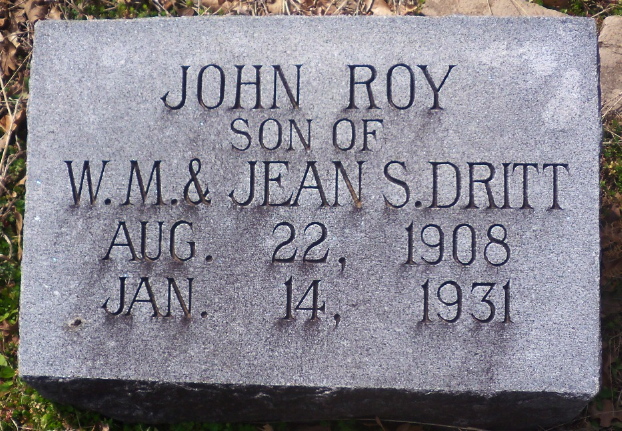 JOHN ROY
SON OF
W.M.& JEAN S.DRITT
AUG. 22, 1908
JAN. 14, 1931